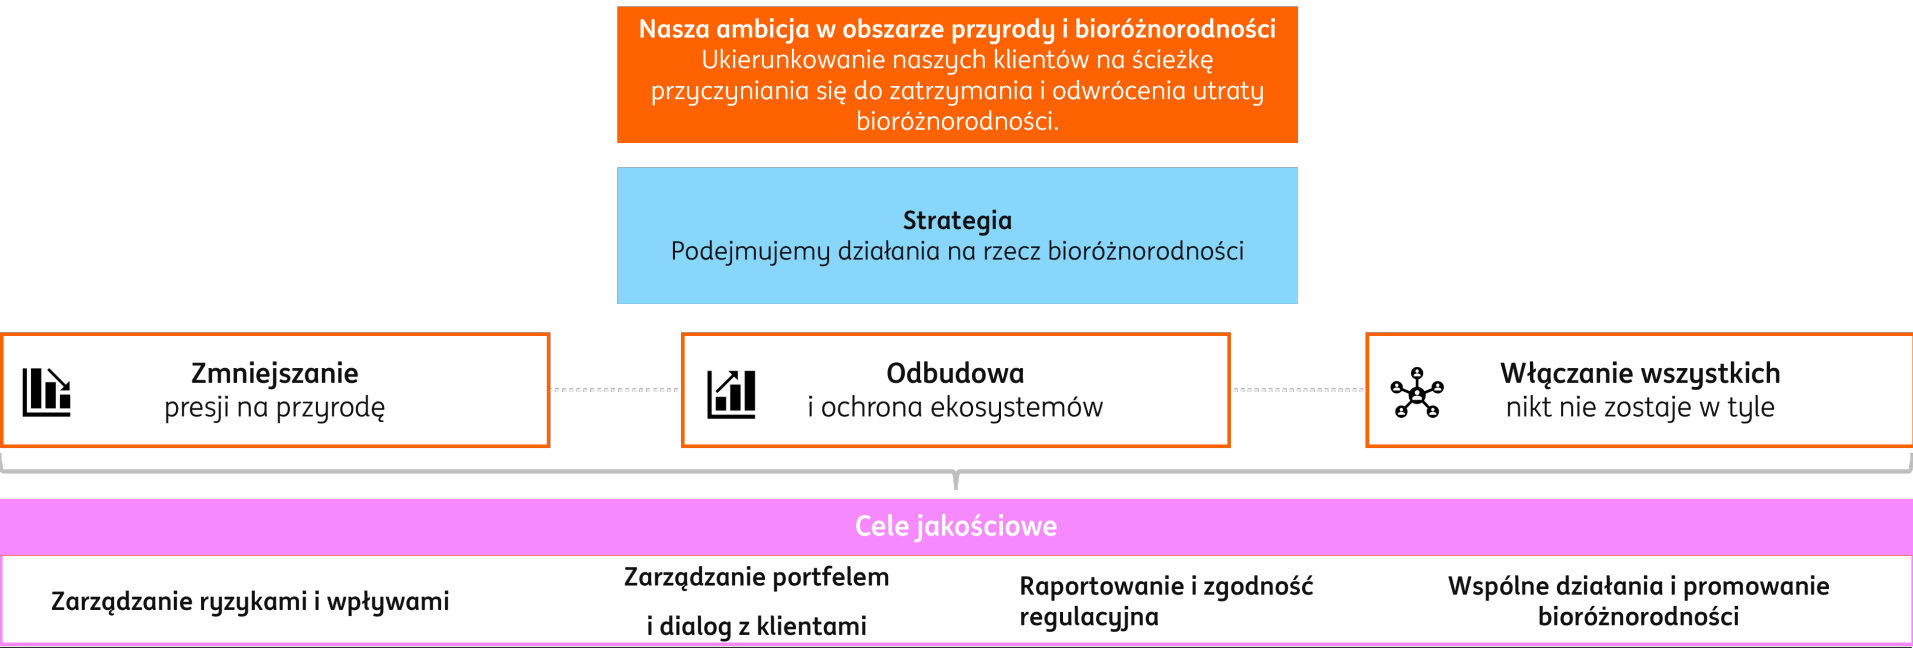 Nasza ambicja w obszarze przyrody i bioróżnorodności
Ukierunkowanie naszych klientów na ścieżkę
przyczyniania się do zatrzymania i odwrócenia utraty
bioróżnorodności.
Strategia
Podejmujemy działania na rzecz bioróżnorodności
Zmniejszanie
presji na przyrodę
Odbudowa
i ochrona ekosystemów
Włączanie wszystkich
nikt nie zostaje w tyle
Cele jakościowe
Zarządzanie ryzykami i wpływami
Zarządzanie portfelem
i dialog z klientami
Raportowanie i zgodność
regulacyjna
Wspólne działania i promowanie
bioróżnorodności